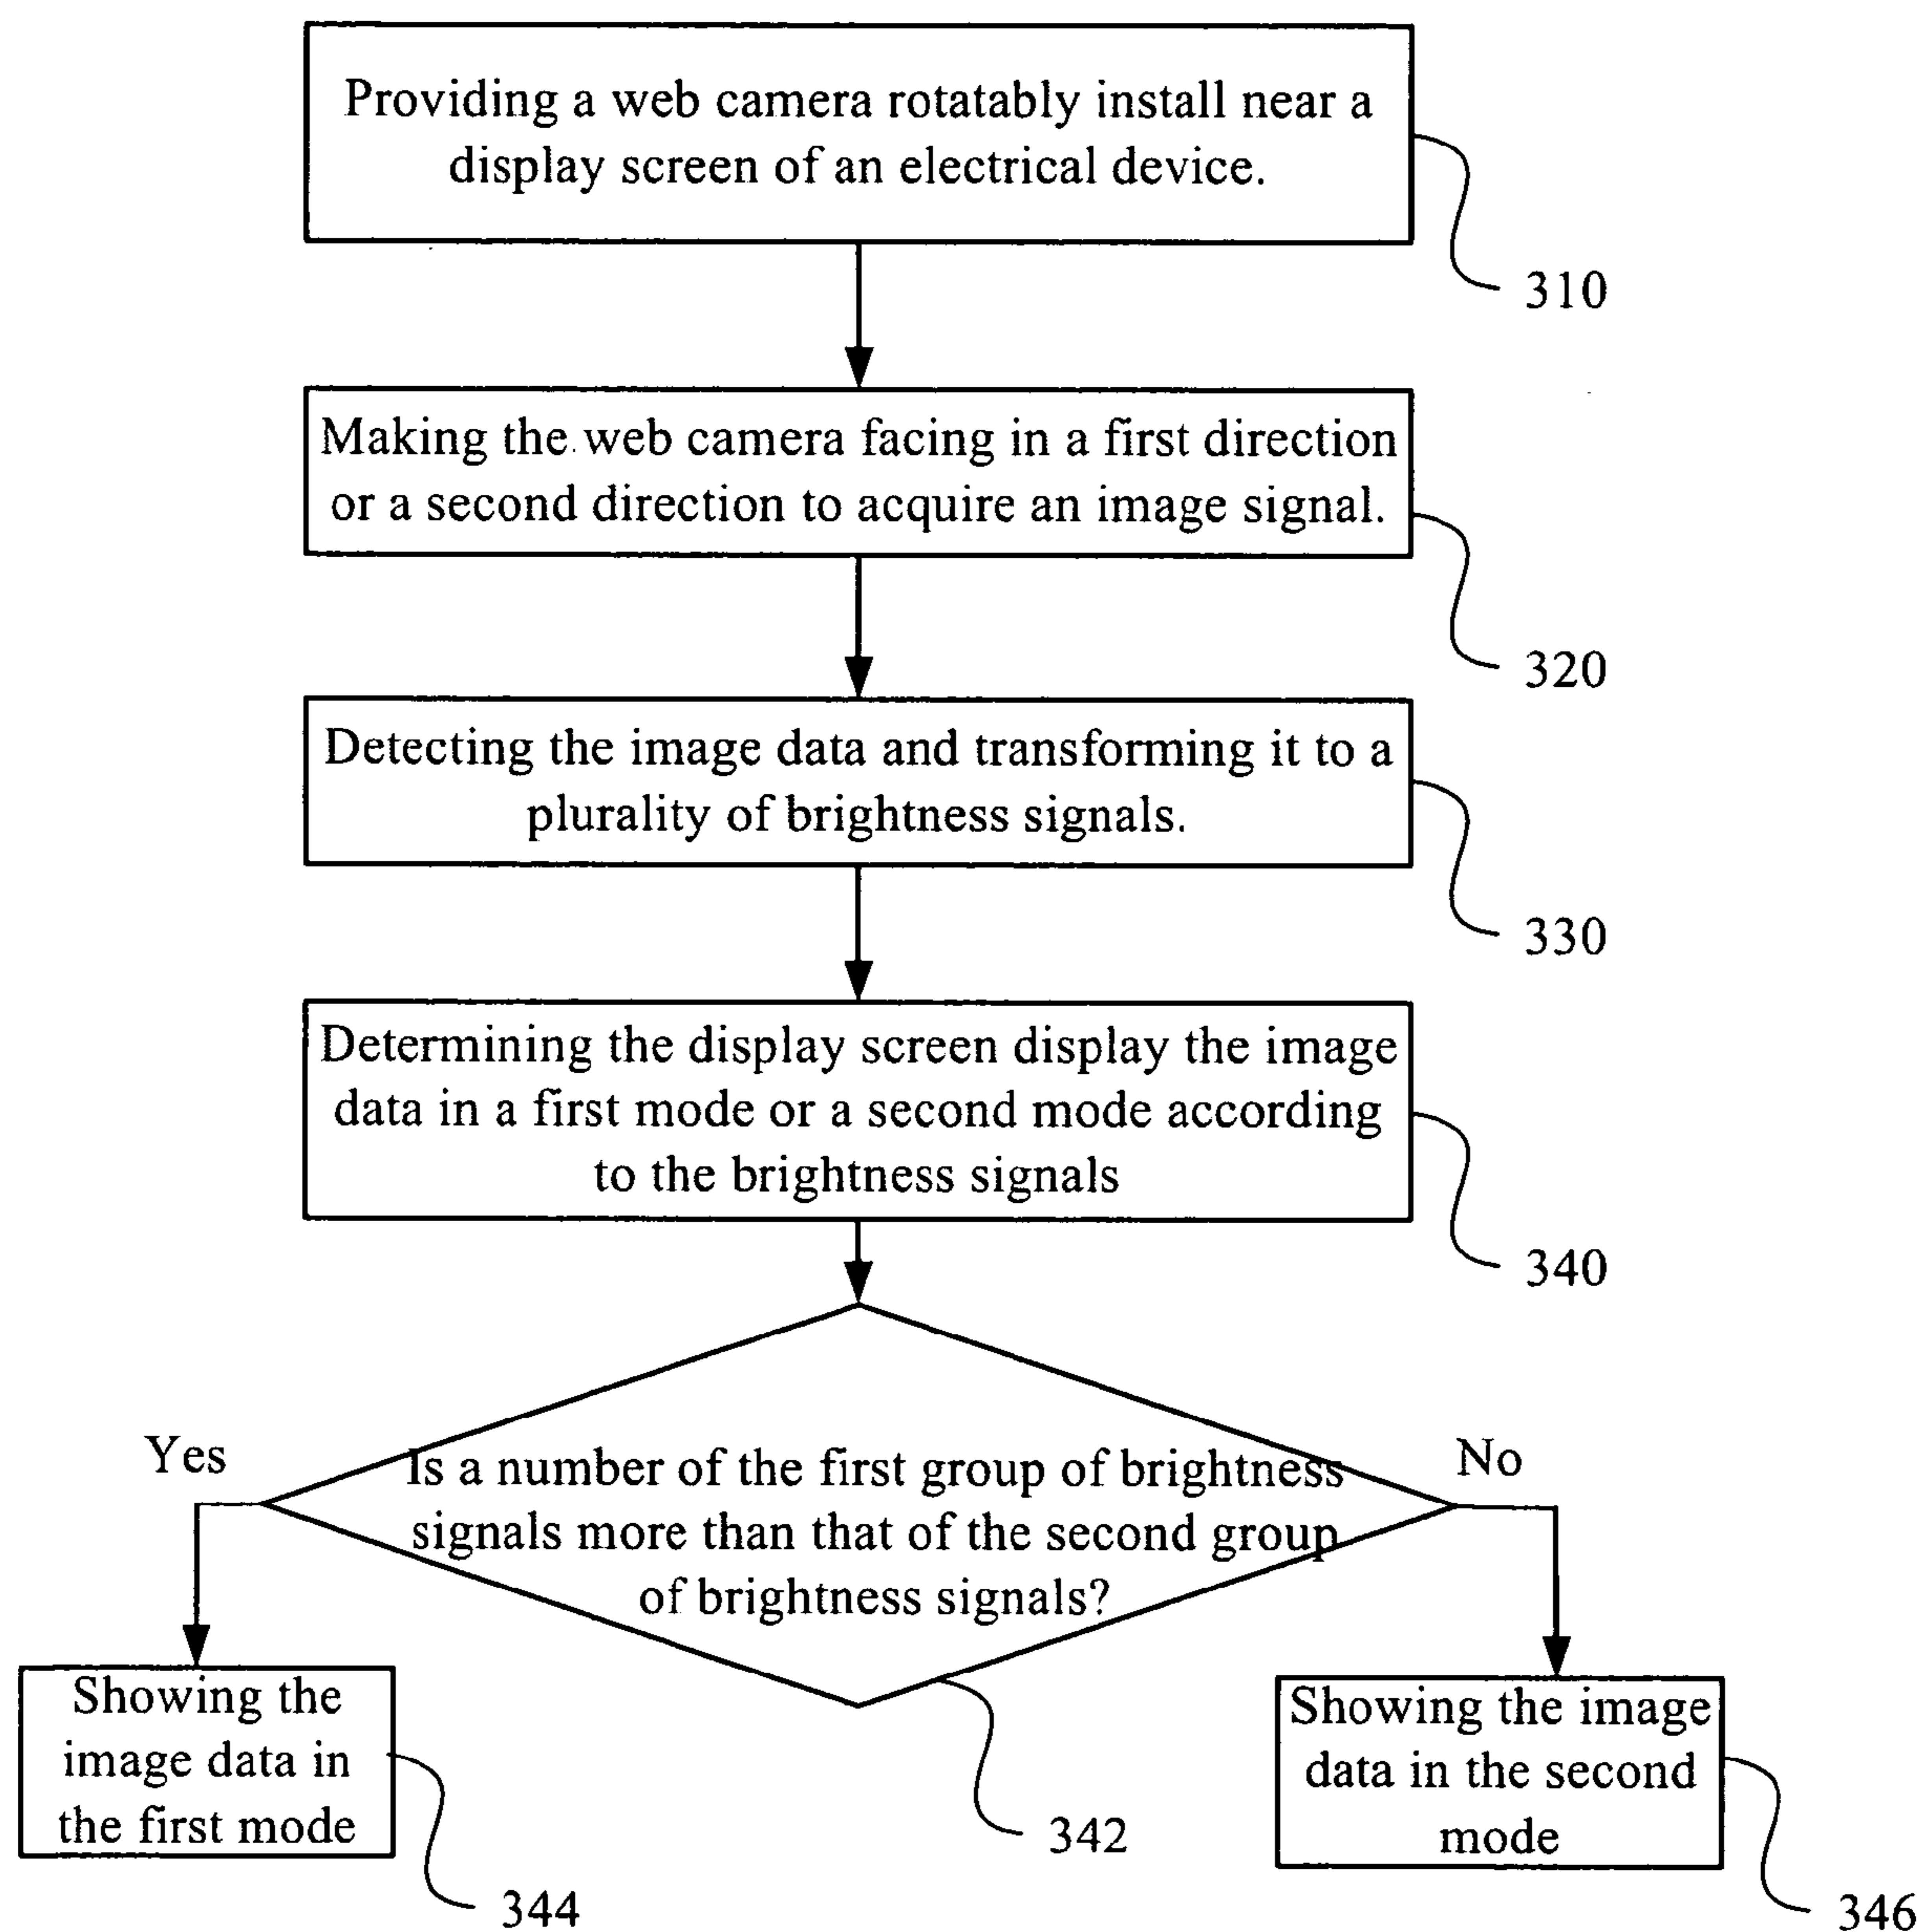 Providing a web camera rotatably install near a
display screen of an electrical device.
310
Making the web camera facing in a first direction
or a second direction to acquire an image signal.
320
Detecting the image data and transforming it to a
plurality of brightness signals.
330
Determining the display screen display the image
data in a first mode or a second mode according
to the brightness signals
340
Yes
No
Is a number of the first group of brightness
signals more than that of the second group
of brightness signals?
342
Showing the
image data in
the first mode
344
Showing the image
data in the second
mode
346